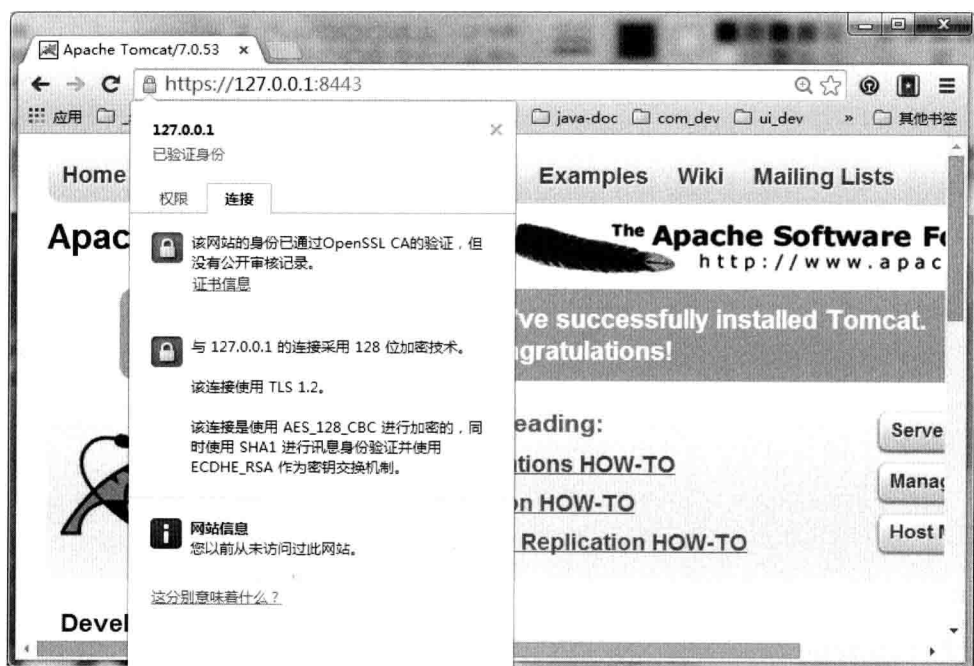 Apache Tomcat/7.0.53
https://127.0.0.1:8443
应用
java-doc
com_dev
ui_dev
»
其他书签
127.0.0.1
已验证身份
权限
连接
该网站的身份已通过OpenSSL CA的验证，但
没有公开审核记录。
证书信息
与 127.0.0.1 的连接采用 128 位加密技术。
该连接使用 TLS 1.2。
该连接是使用 AES_128_CBC 进行加密的，同
时使用 SHA1 进行讯息身份验证并使用
ECDHE_RSA 作为密钥交换机制。
网站信息
您以前从未访问过此网站。
这分别意味着什么？
Home
Examples
Wiki
Mailing Lists
Apac
The Apache Software Fo
http://www.apac
've successfully installed Tomcat.
ngratulations!
eading:
tions HOW-TO
on HOW-TO
Replication HOW-TO
Serve
Manag
Host M
Devel